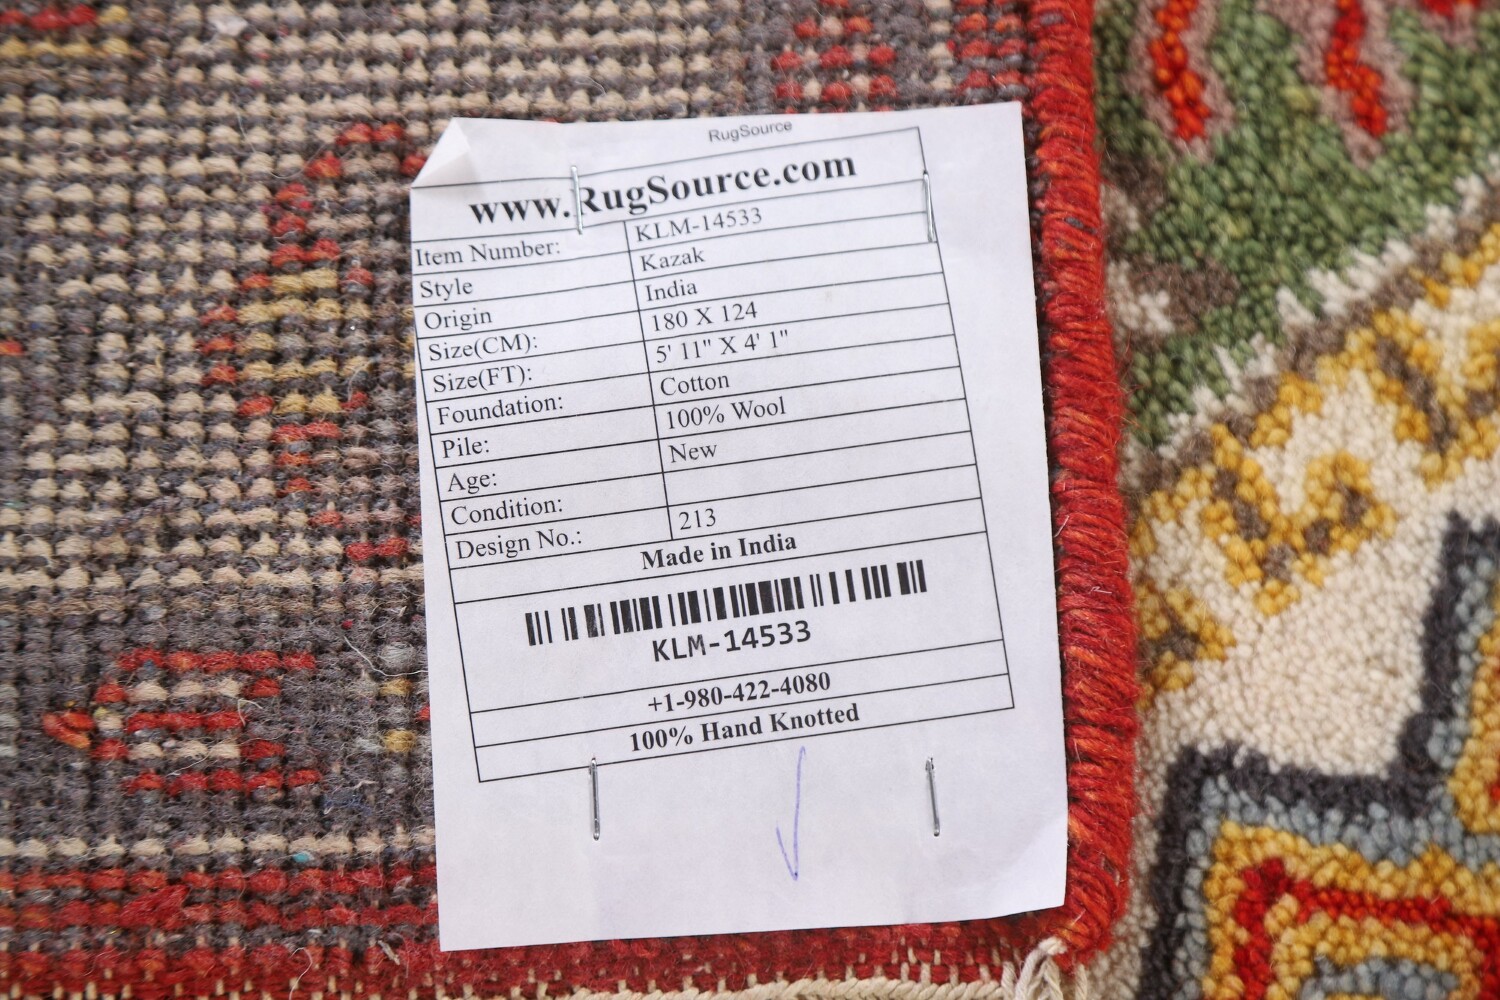 RugSource
www.RugSource.com
Item Number: KLM-14533
Style Kazak
Origin India
Size(CM): 180 X 124
Size(FT): 5' 11" X 4' 1"
Foundation: Cotton
Pile: 100% Wool
Age: New
Condition:
Design No.: 213
Made in India
KLM-14533
+1-980-422-4080
100% Hand Knotted